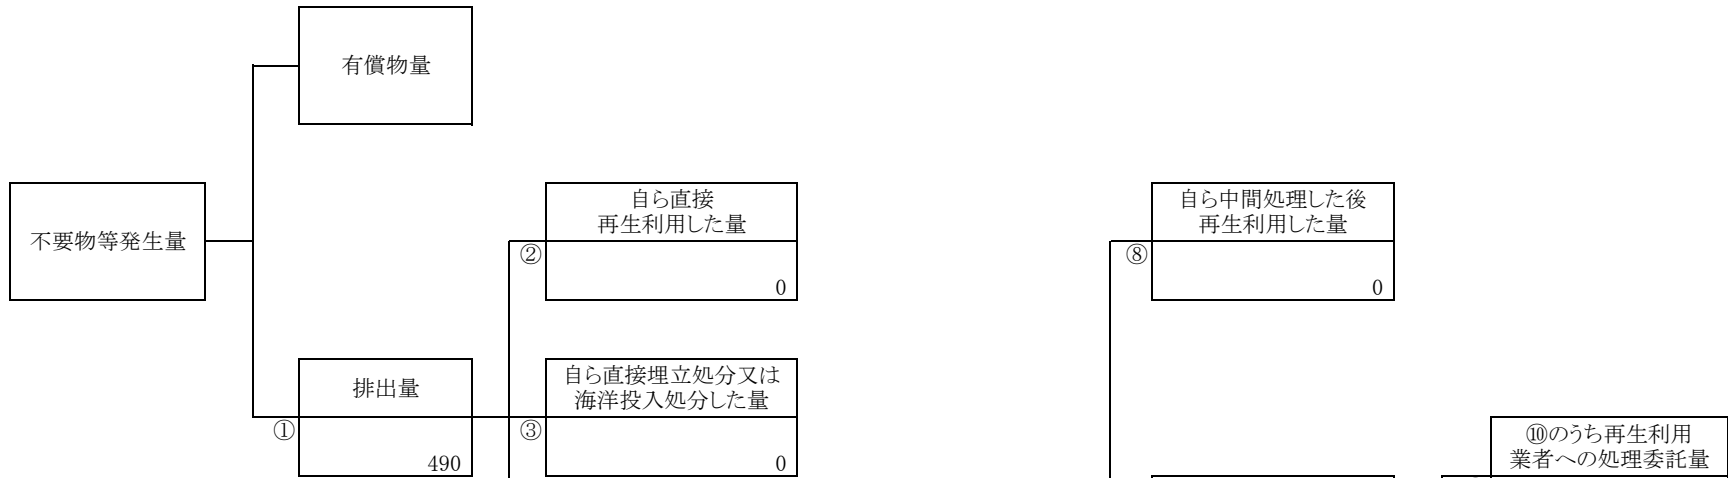 有償物量
不要物等発生量
自ら直接
再生利用した量
②
0
自ら中間処理した後
再生利用した量
⑧
0
排出量
①
490
自ら直接埋立処分又は
海洋投入処分した量
③
0
⑩のうち再生利用
業者への処理委託量